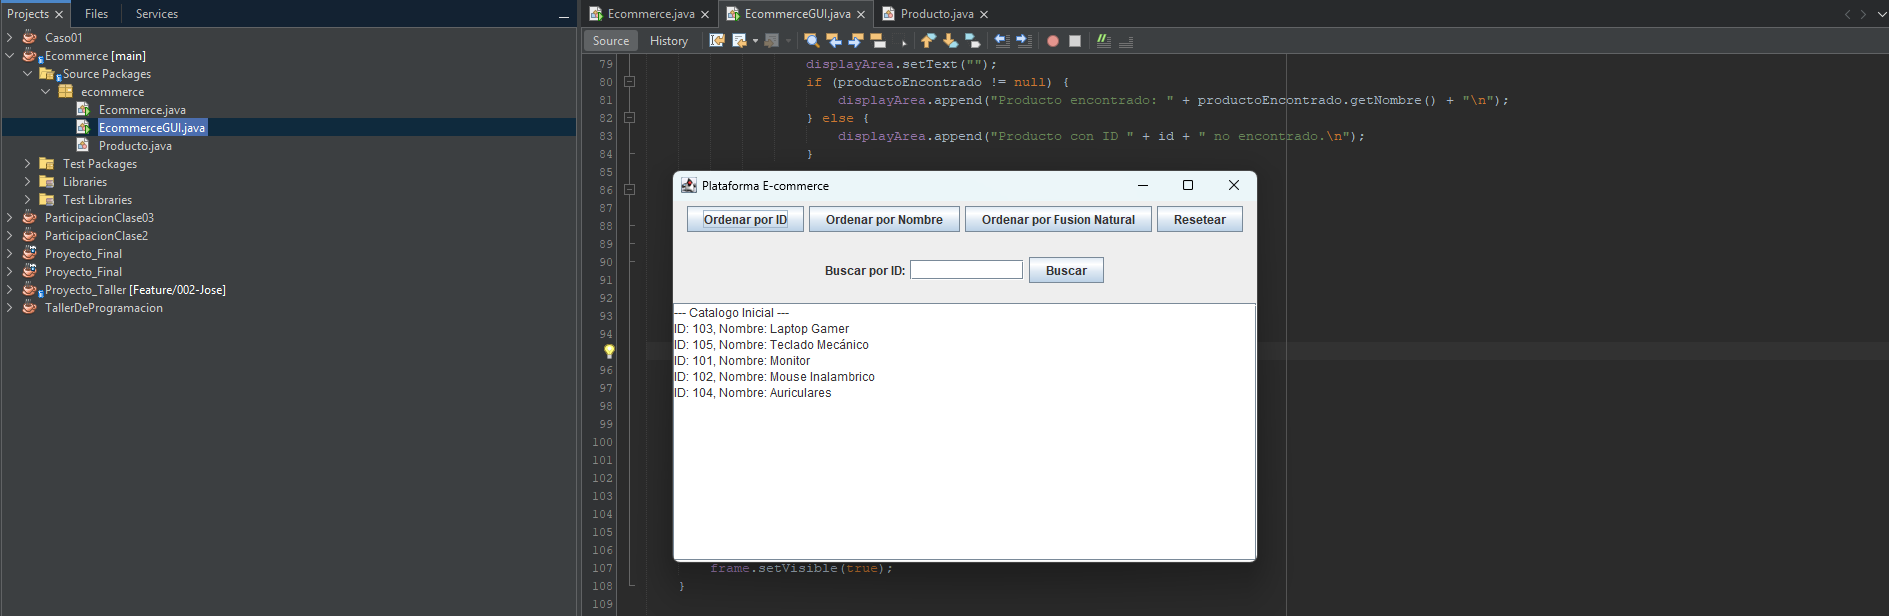 Projects Files Services
Caso01
Ecommerce [main]
Source Packages
ecommerce
Ecommerce.java
EcommerceGUI.java
Producto.java
Test Packages
Libraries
Test Libraries
ParticipacionClase03
ParticipacionClase2
Proyecto_Final
Proyecto_Final
Proyecto_Taller [Feature/002-Jose]
TallerDeProgramacion
Ecommerce.java EcommerceGUI.java Producto.java
Source History
79 displayArea.setText("");
80 if (productoEncontrado != null) {
81 displayArea.append("Producto encontrado: " + productoEncontrado.getNombre() + "\n");
82 } else {
83 displayArea.append("Producto con ID " + id + " no encontrado.\n");
84 }
85
86
87
88
89
90
91
92
93
94
96
97
98
99
100
101
102
103
104
105
106
107 frame.setVisible(true);
108 }
109
Plataforma E-commerce
Ordenar por ID Ordenar por Nombre Ordenar por Fusion Natural Resetear
Buscar por ID: Buscar
--- Catalogo Inicial ---
ID: 103, Nombre: Laptop Gamer
ID: 105, Nombre: Teclado Mecánico
ID: 101, Nombre: Monitor
ID: 102, Nombre: Mouse Inalambrico
ID: 104, Nombre: Auriculares